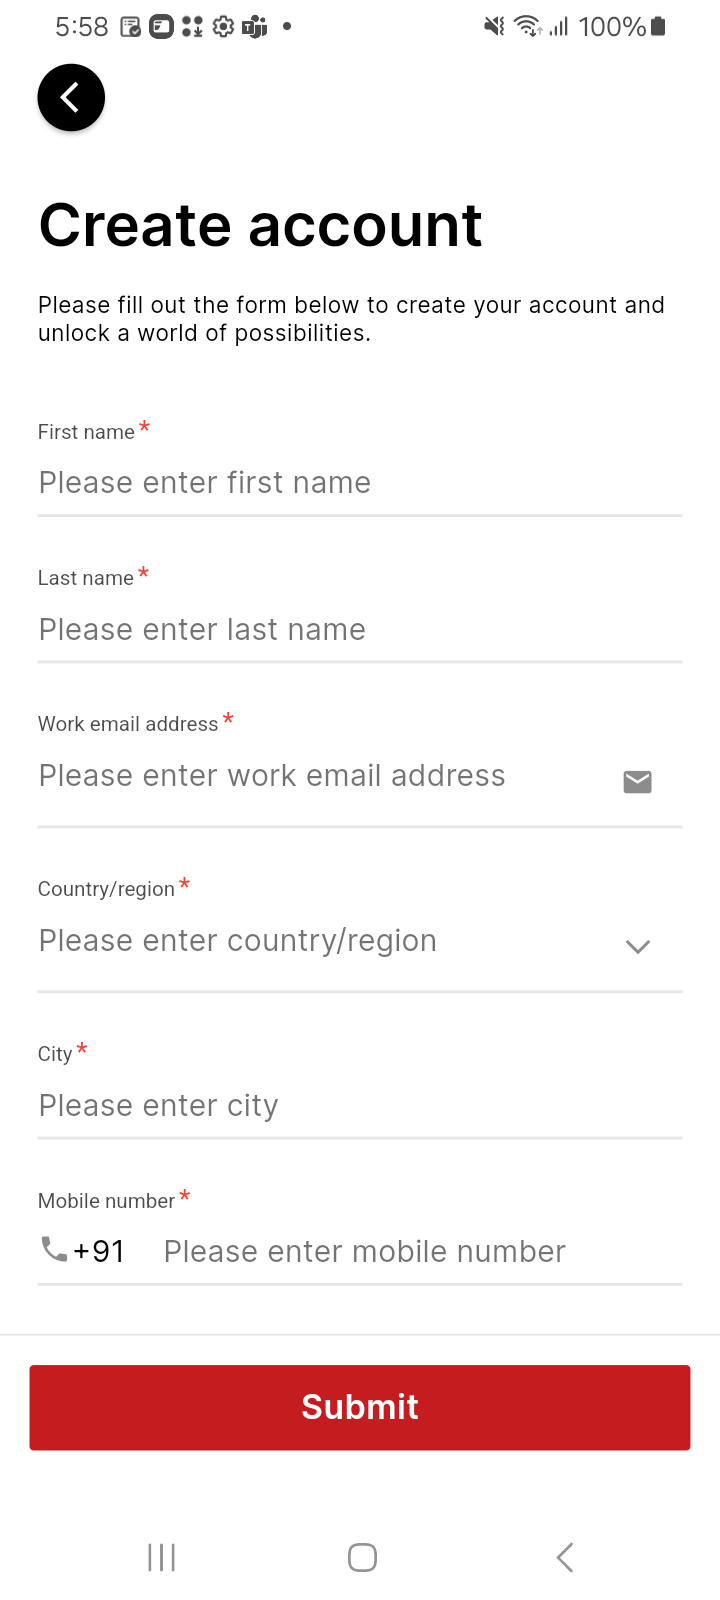 5:58 100%
Create account
Please fill out the form below to create your account and
unlock a world of possibilities.
First name *
Please enter first name
Last name *
Please enter last name
Work email address *
Please enter work email address
Country/region *
Please enter country/region
City *
Please enter city
Mobile number *
+91 Please enter mobile number
Submit